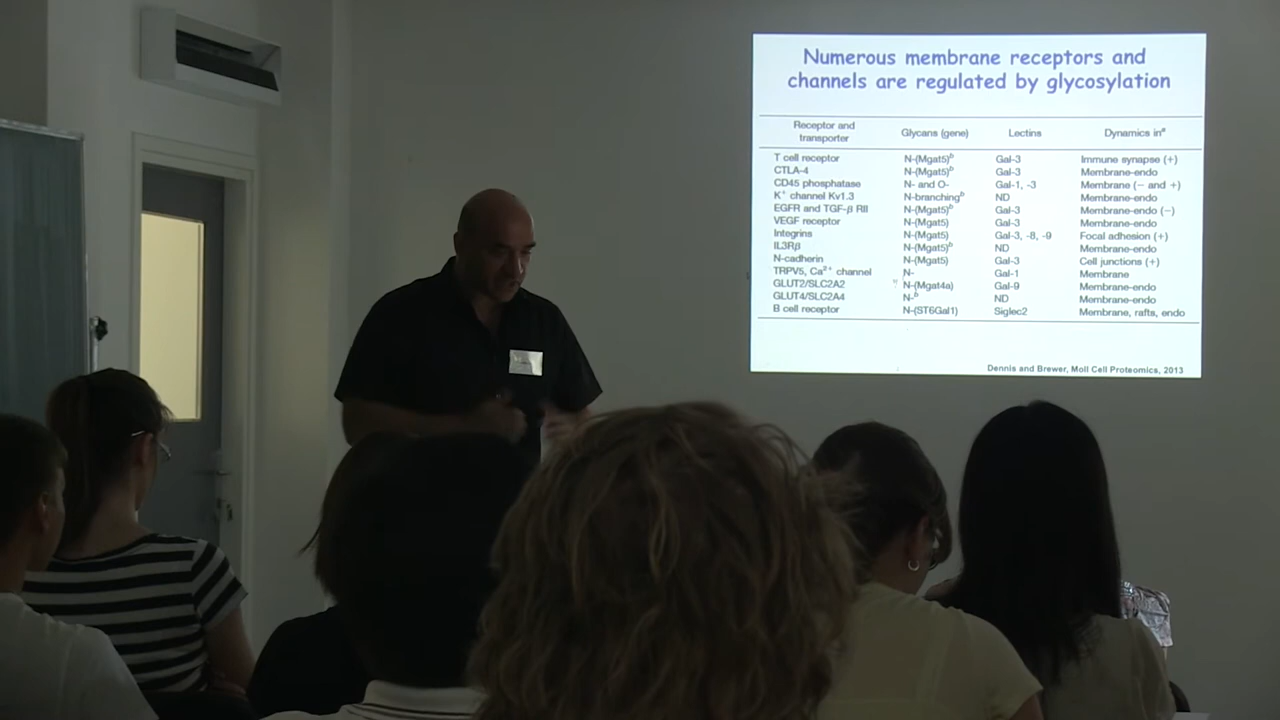 Numerous membrane receptors and
channels are regulated by glycosylation
Receptor and transporter Glycans (gene) Lectins Dynamics inᵃ
T cell receptor N-(Mgat5)ᵇ Gal-3 Immune synapse (+)
CTLA-4 N-(Mgat5)ᵇ Gal-3 Membrane-endo
CD45 phosphatase N- and O- Gal-1, -3 Membrane (− and +)
K⁺ channel Kv1.3 N-branchingᵇ ND Membrane-endo
EGFR and TGF-β RII N-(Mgat5)ᵇ Gal-3 Membrane-endo (−)
VEGF receptor N-(Mgat5) Gal-3 Membrane-endo
Integrins N-(Mgat5) Gal-3, -8, -9 Focal adhesion (+)
IL3Rβ N-(Mgat5)ᵇ ND Membrane-endo
N-cadherin N-(Mgat5) Gal-3 Cell junctions (+)
TRPV5, Ca²⁺ channel N- Gal-1 Membrane
GLUT2/SLC2A2 N-(Mgat4a) Gal-9 Membrane-endo
GLUT4/SLC2A4 N-ᵇ ND Membrane-endo
B cell receptor N-(ST6Gal1) Siglec2 Membrane, rafts, endo
Dennis and Brewer, Moll Cell Proteomics, 2013